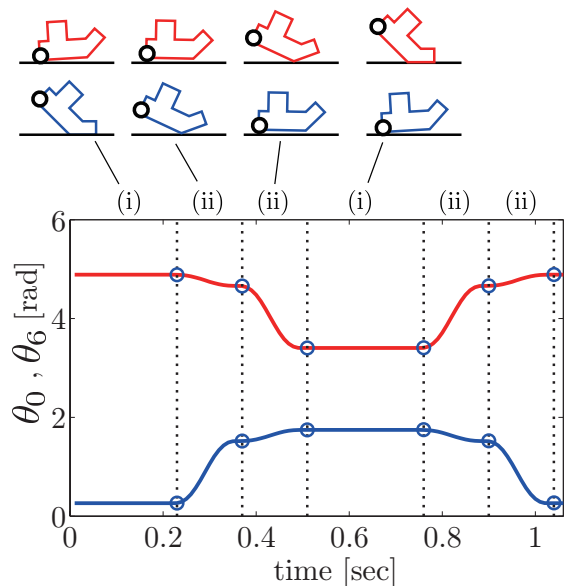 (i) (ii) (ii) (i) (ii) (ii)
6
4
2
0
θ₀ , θ₆ [rad]
0 0.2 0.4 0.6 0.8 1
time [sec]